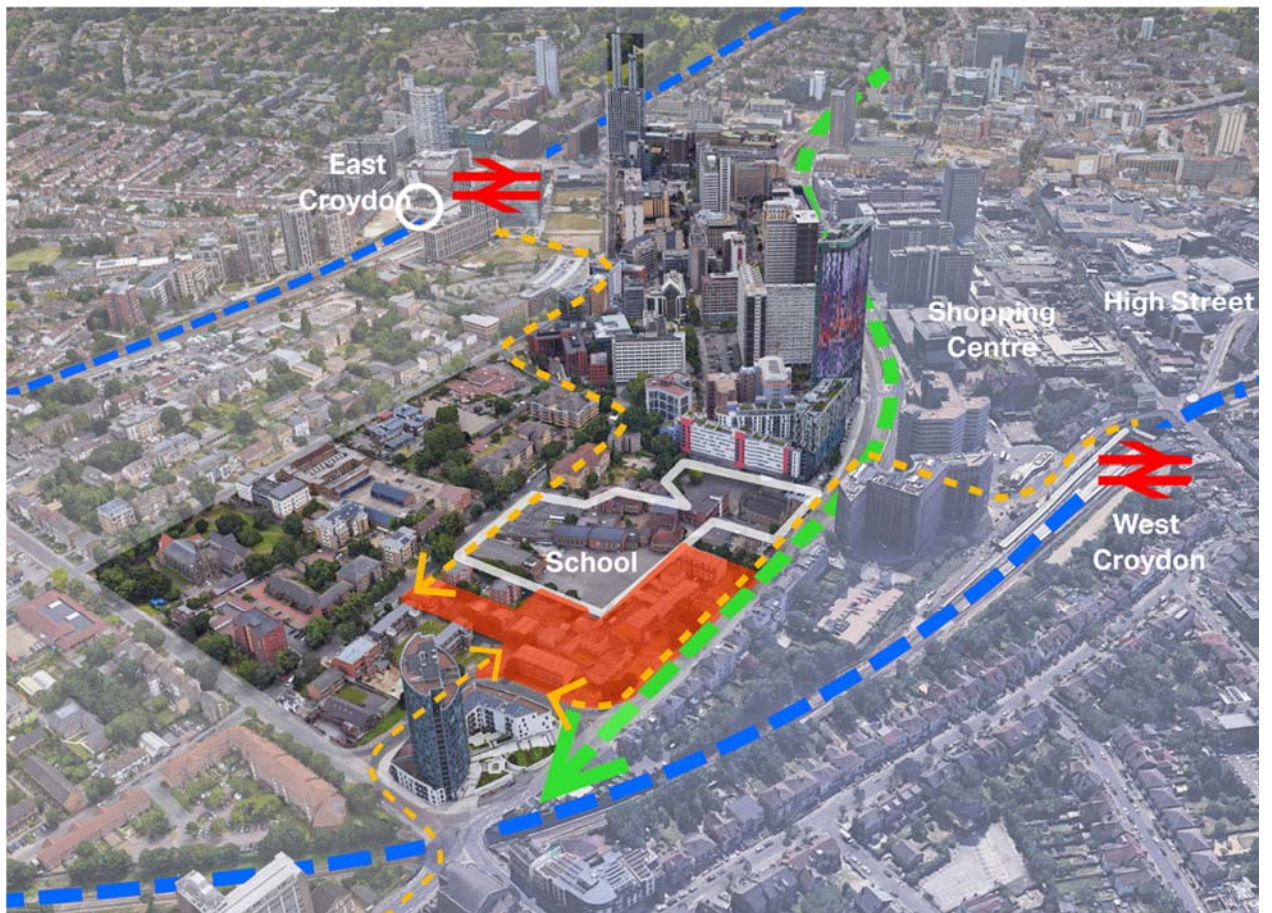 East
Croydon
Shopping
Centre
High Street
School
West
Croydon